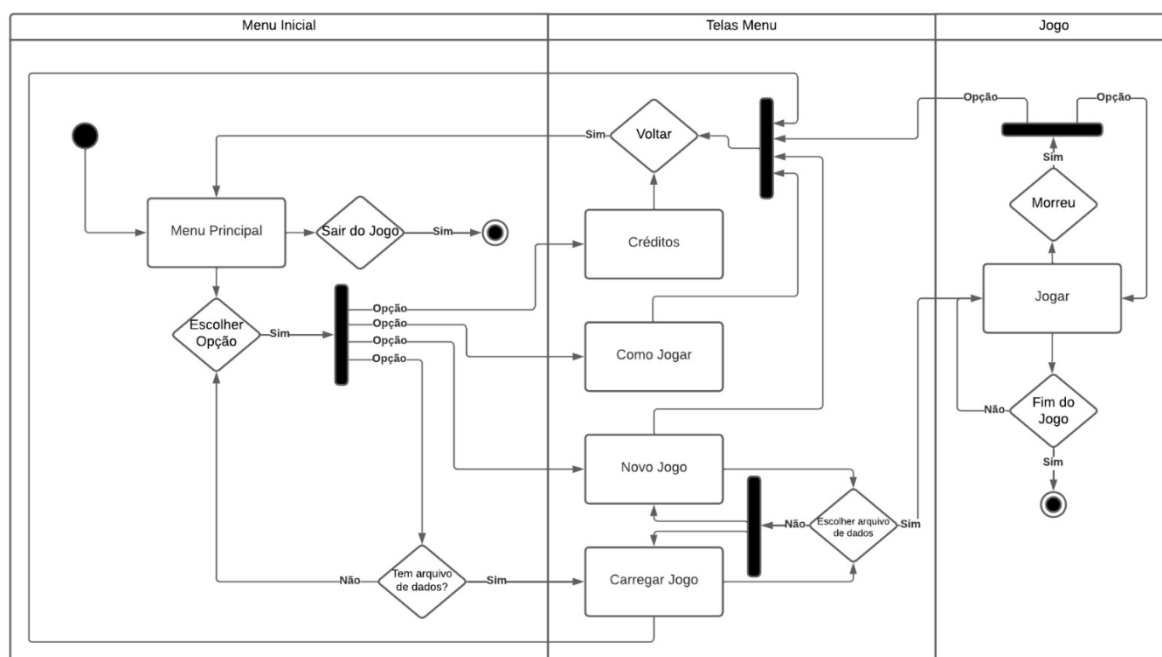 Menu Inicial
Telas Menu
Jogo
Opção
Opção
Sim
Voltar
Sim
Morreu
Menu Principal
Sair do Jogo
Sim
Créditos
Jogar
Escolher
Opção
Sim
Opção
Opção
Opção
Opção
Como Jogar
Fim do
Jogo
Não
Sim
Novo Jogo
Escolher arquivo
de dados
Não
Sim
Tem arquivo
de dados?
Não
Sim
Carregar Jogo